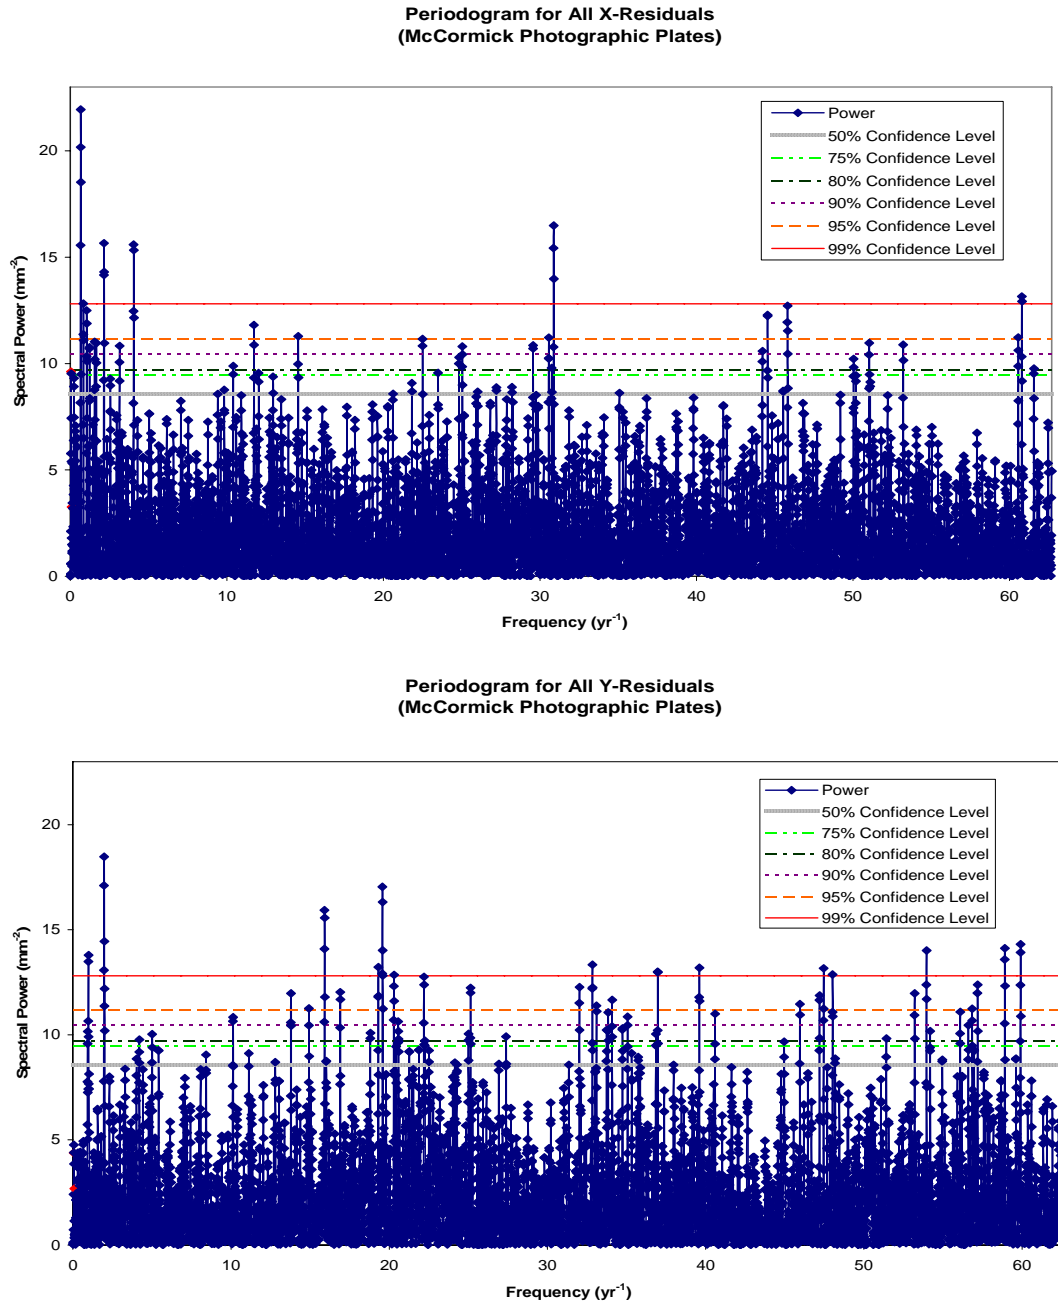 Periodogram for All X-Residuals
(McCormick Photographic Plates)
Spectral Power (mm-2)
20
15
10
5
0
Power
50% Confidence Level
75% Confidence Level
80% Confidence Level
90% Confidence Level
95% Confidence Level
99% Confidence Level
0 10 20 30 40 50 60
Frequency (yr-1)
Periodogram for All Y-Residuals
(McCormick Photographic Plates)
Spectral Power (mm-2)
20
15
10
5
0
Power
50% Confidence Level
75% Confidence Level
80% Confidence Level
90% Confidence Level
95% Confidence Level
99% Confidence Level
0 10 20 30 40 50 60
Frequency (yr-1)